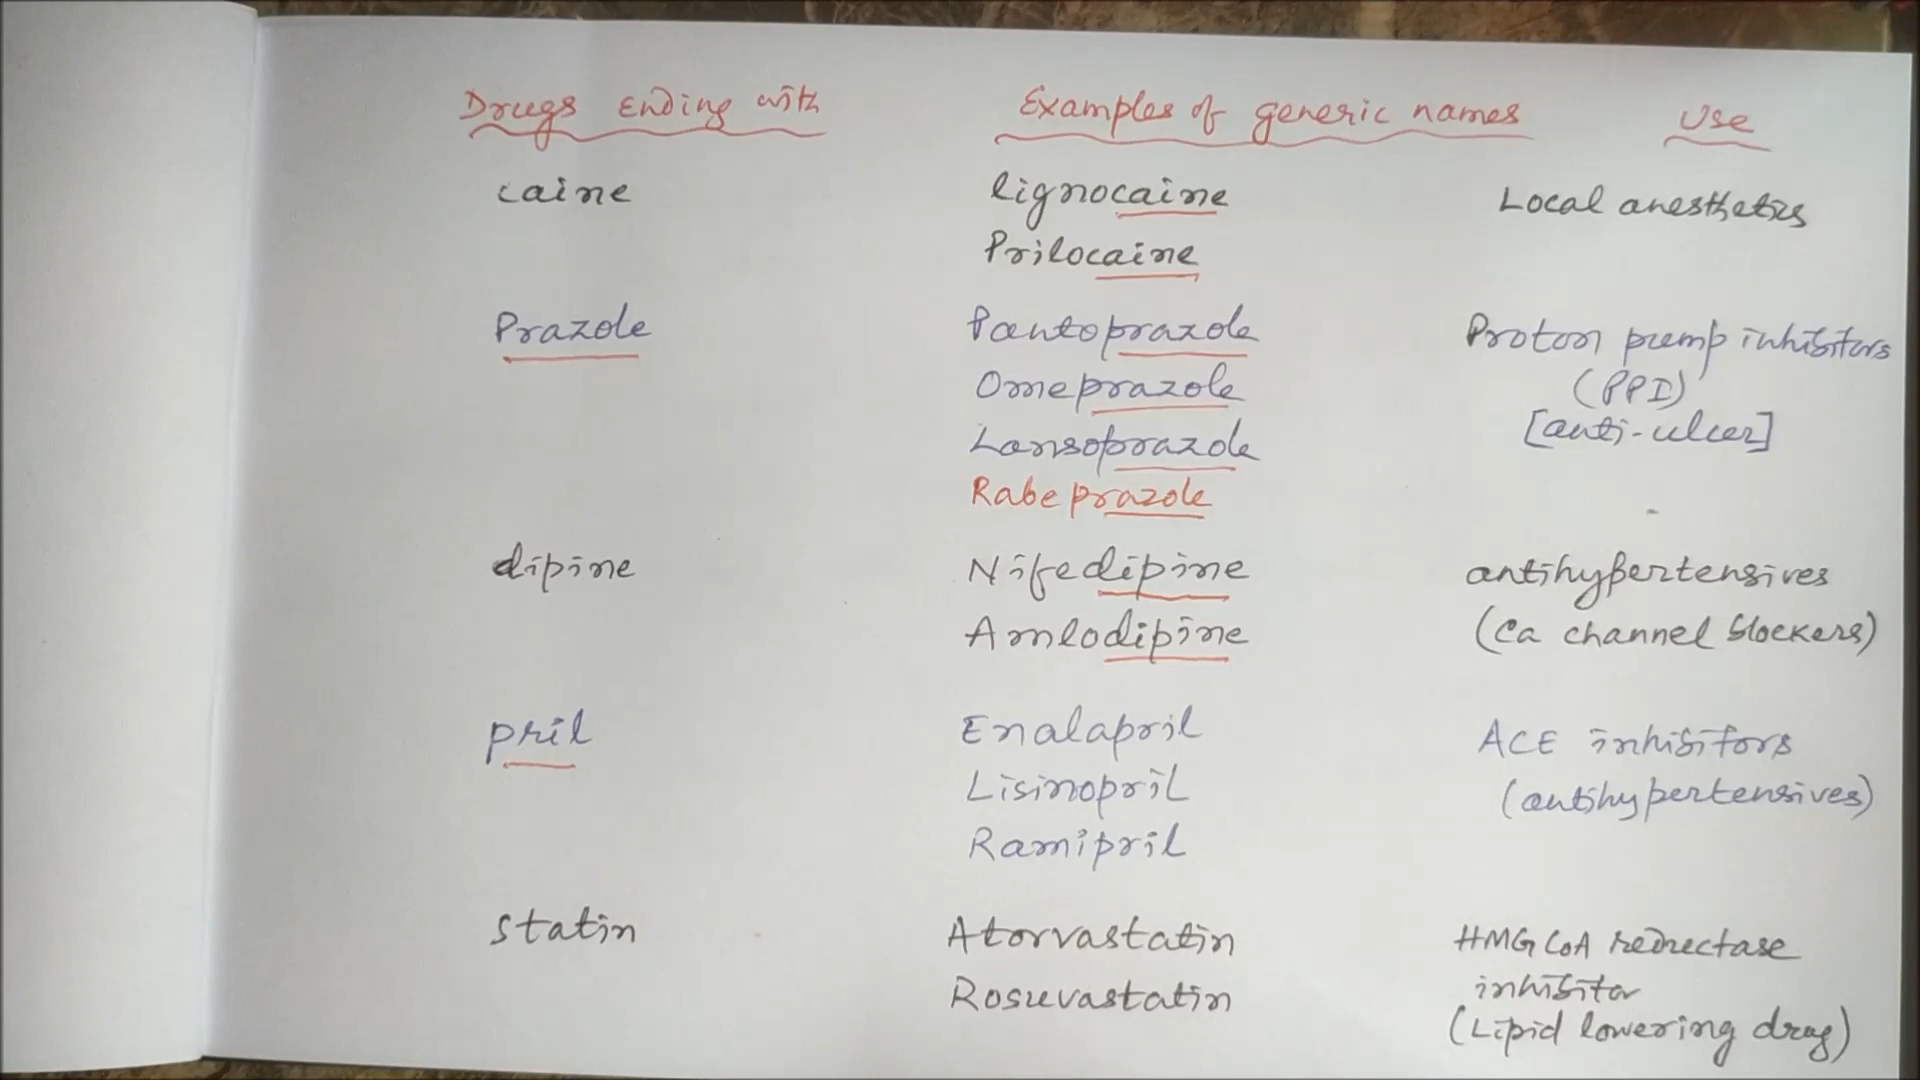 Drugs Ending with Examples of generic names Use
caine lignocaine Local anesthetics
Prilocaine
Prazole Pantoprazole Proton pump inhibitors
Omeprazole (PPI)
Lansoprazole [anti-ulcer]
Rabeprazole
dipine Nifedipine antihypertensives
Amlodipine (Ca channel blockers)
pril Enalapril ACE inhibitors
Lisinopril (antihypertensives)
Ramipril
statin Atorvastatin HMG CoA reductase
Rosuvastatin inhibitor
(Lipid lowering drug)